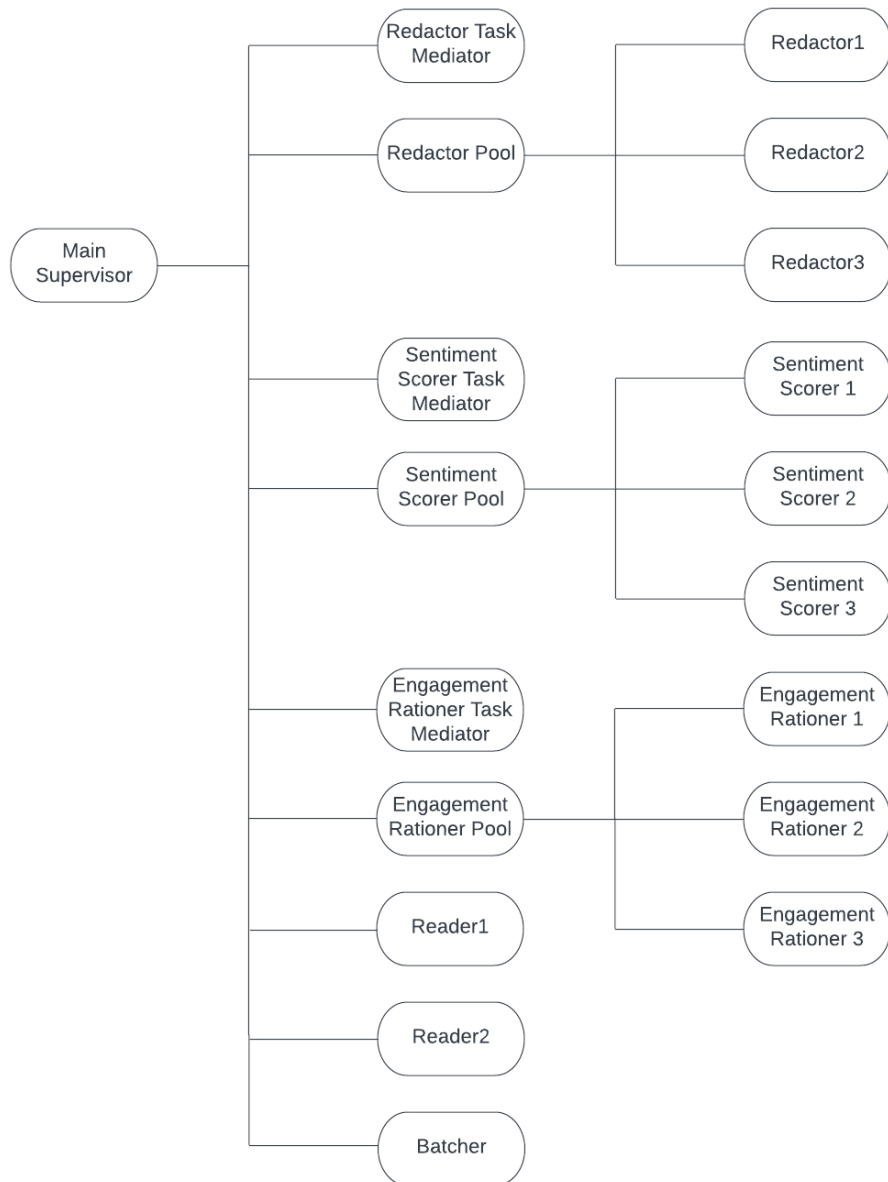 Redactor Task
Mediator
Redactor1
Redactor Pool
Redactor2
Main
Supervisor
Redactor3
Sentiment
Scorer Task
Mediator
Sentiment
Scorer 1
Sentiment
Scorer Pool
Sentiment
Scorer 2
Sentiment
Scorer 3
Engagement
Rationer Task
Mediator
Engagement
Rationer 1
Engagement
Rationer Pool
Engagement
Rationer 2
Reader1
Engagement
Rationer 3
Reader2
Batcher